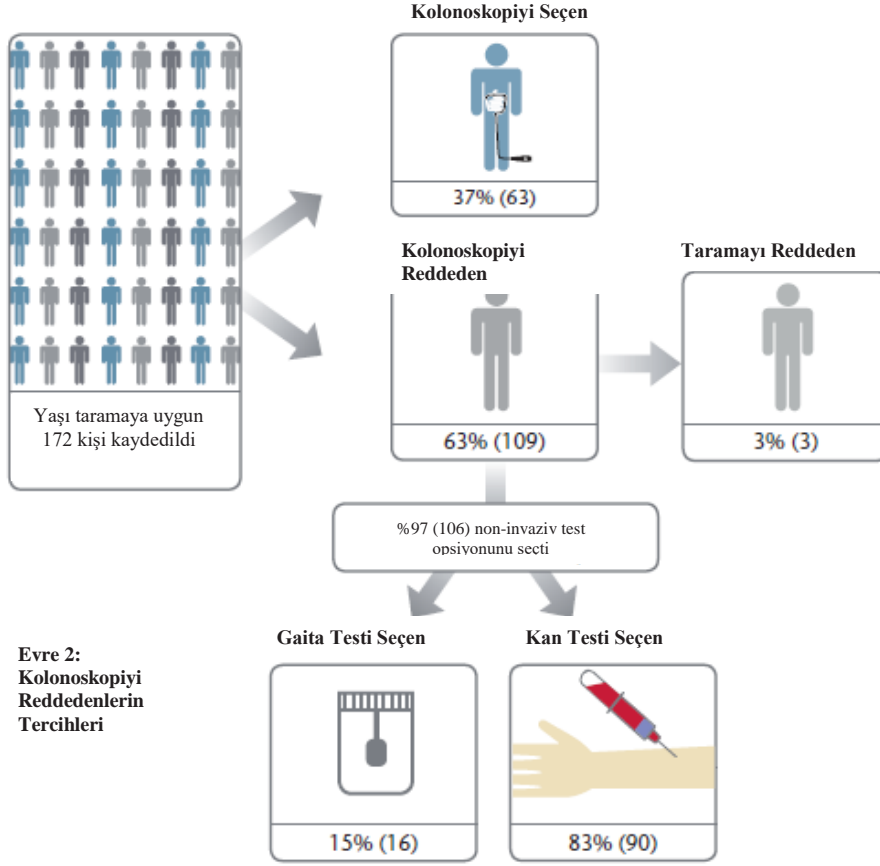 Kolonoskopiyi Seçen
37% (63)
Kolonoskopiyi
Reddeden
Taramayı Reddeden
Yaşı taramaya uygun
172 kişi kaydedildi
63% (109)
3% (3)
%97 (106) non-invaziv test
opsiyonunu seçti
Gaita Testi Seçen
Kan Testi Seçen
Evre 2:
Kolonoskopiyi
Reddedenlerin
Tercihleri
15% (16)
83% (90)